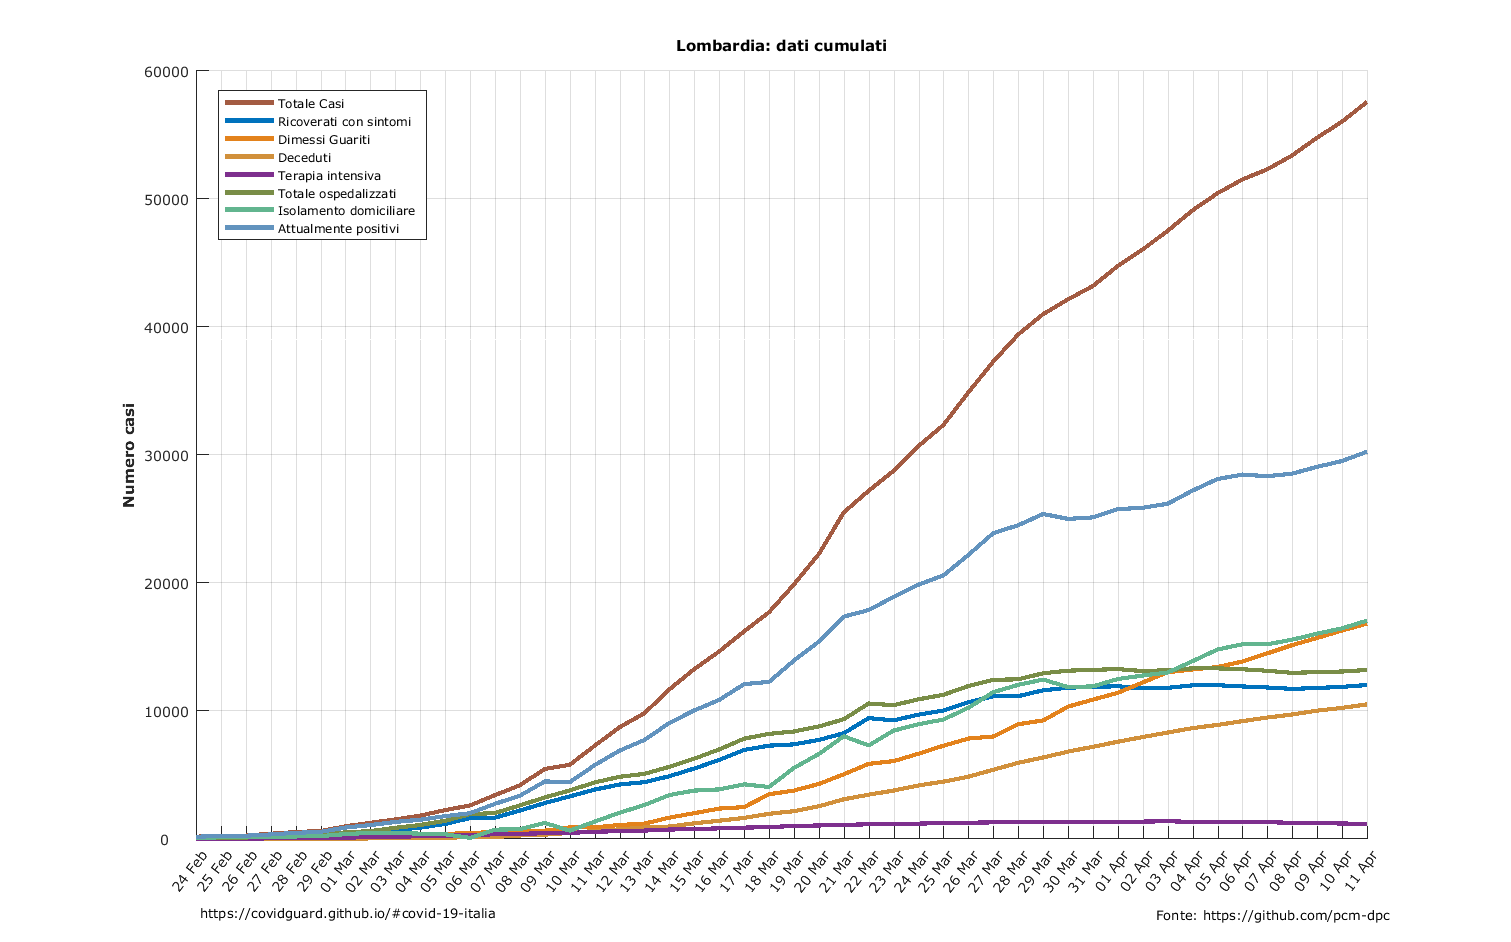 Lombardia: dati cumulati
60000
50000
40000
30000
20000
10000
0
Numero casi
Totale Casi
Ricoverati con sintomi
Dimessi Guariti
Deceduti
Terapia intensiva
Totale ospedalizzati
Isolamento domiciliare
Attualmente positivi
24 Feb
25 Feb
26 Feb
27 Feb
28 Feb
29 Feb
01 Mar
02 Mar
03 Mar
04 Mar
05 Mar
06 Mar
07 Mar
08 Mar
09 Mar
10 Mar
11 Mar
12 Mar
13 Mar
14 Mar
15 Mar
16 Mar
17 Mar
18 Mar
19 Mar
20 Mar
21 Mar
22 Mar
23 Mar
24 Mar
25 Mar
26 Mar
27 Mar
28 Mar
29 Mar
30 Mar
31 Mar
01 Apr
02 Apr
03 Apr
04 Apr
05 Apr
06 Apr
07 Apr
08 Apr
09 Apr
10 Apr
11 Apr
https://covidguard.github.io/#covid-19-italia
Fonte: https://github.com/pcm-dpc